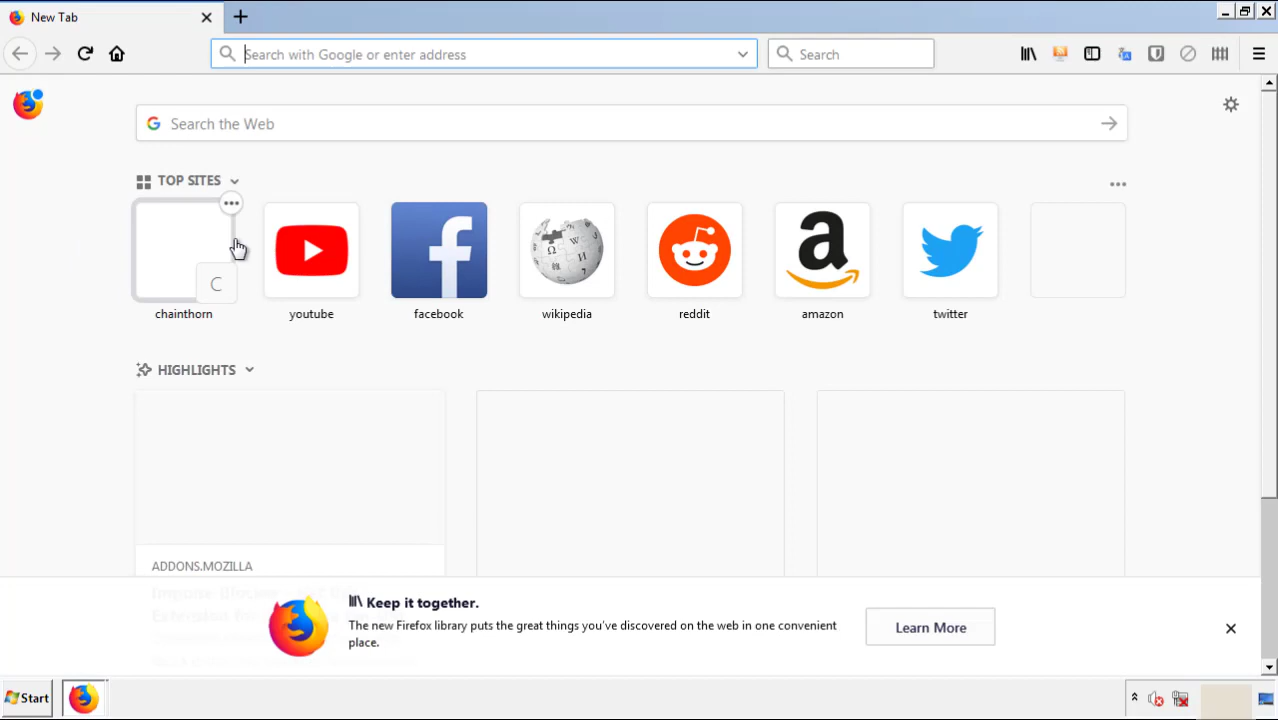 New Tab
Search with Google or enter address
Search
Search the Web
TOP SITES
C
chainthorn
youtube
facebook
wikipedia
reddit
amazon
twitter
HIGHLIGHTS
ADDONS.MOZILLA
Keep it together.
The new Firefox library puts the great things you've discovered on the web in one convenient
place.
Learn More
Start